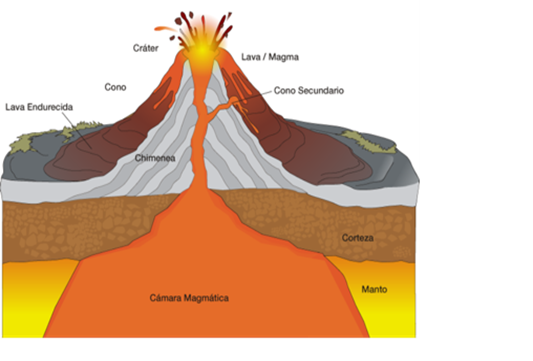 Cráter
Lava / Magma
Cono
Cono Secundario
Lava Endurecida
Chimenea
Corteza
Manto
Cámara Magmática